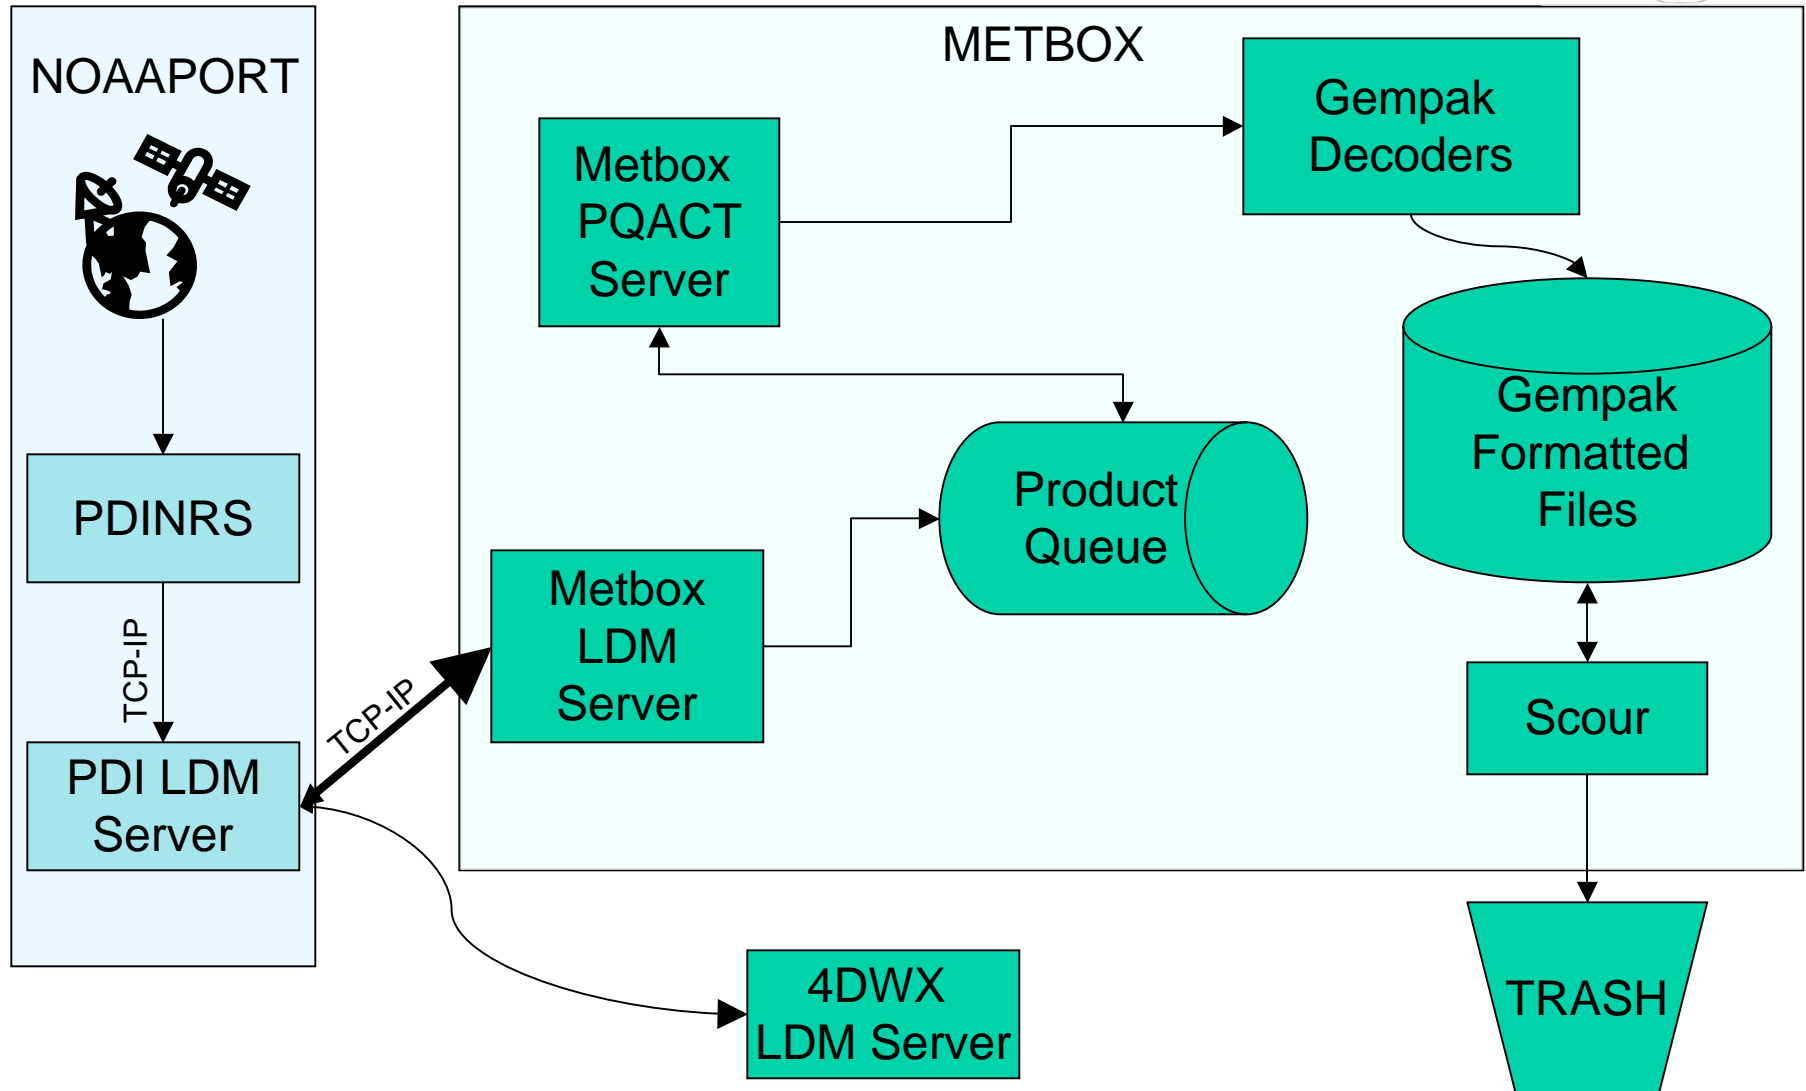 NOAAPORT
PDINRS
TCP-IP
PDI LDM
Server
TCP-IP
METBOX
Metbox
PQACT
Server
Gempak
Decoders
Gempak
Formatted
Files
Product
Queue
Metbox
LDM
Server
Scour
4DWX
LDM Server
TRASH